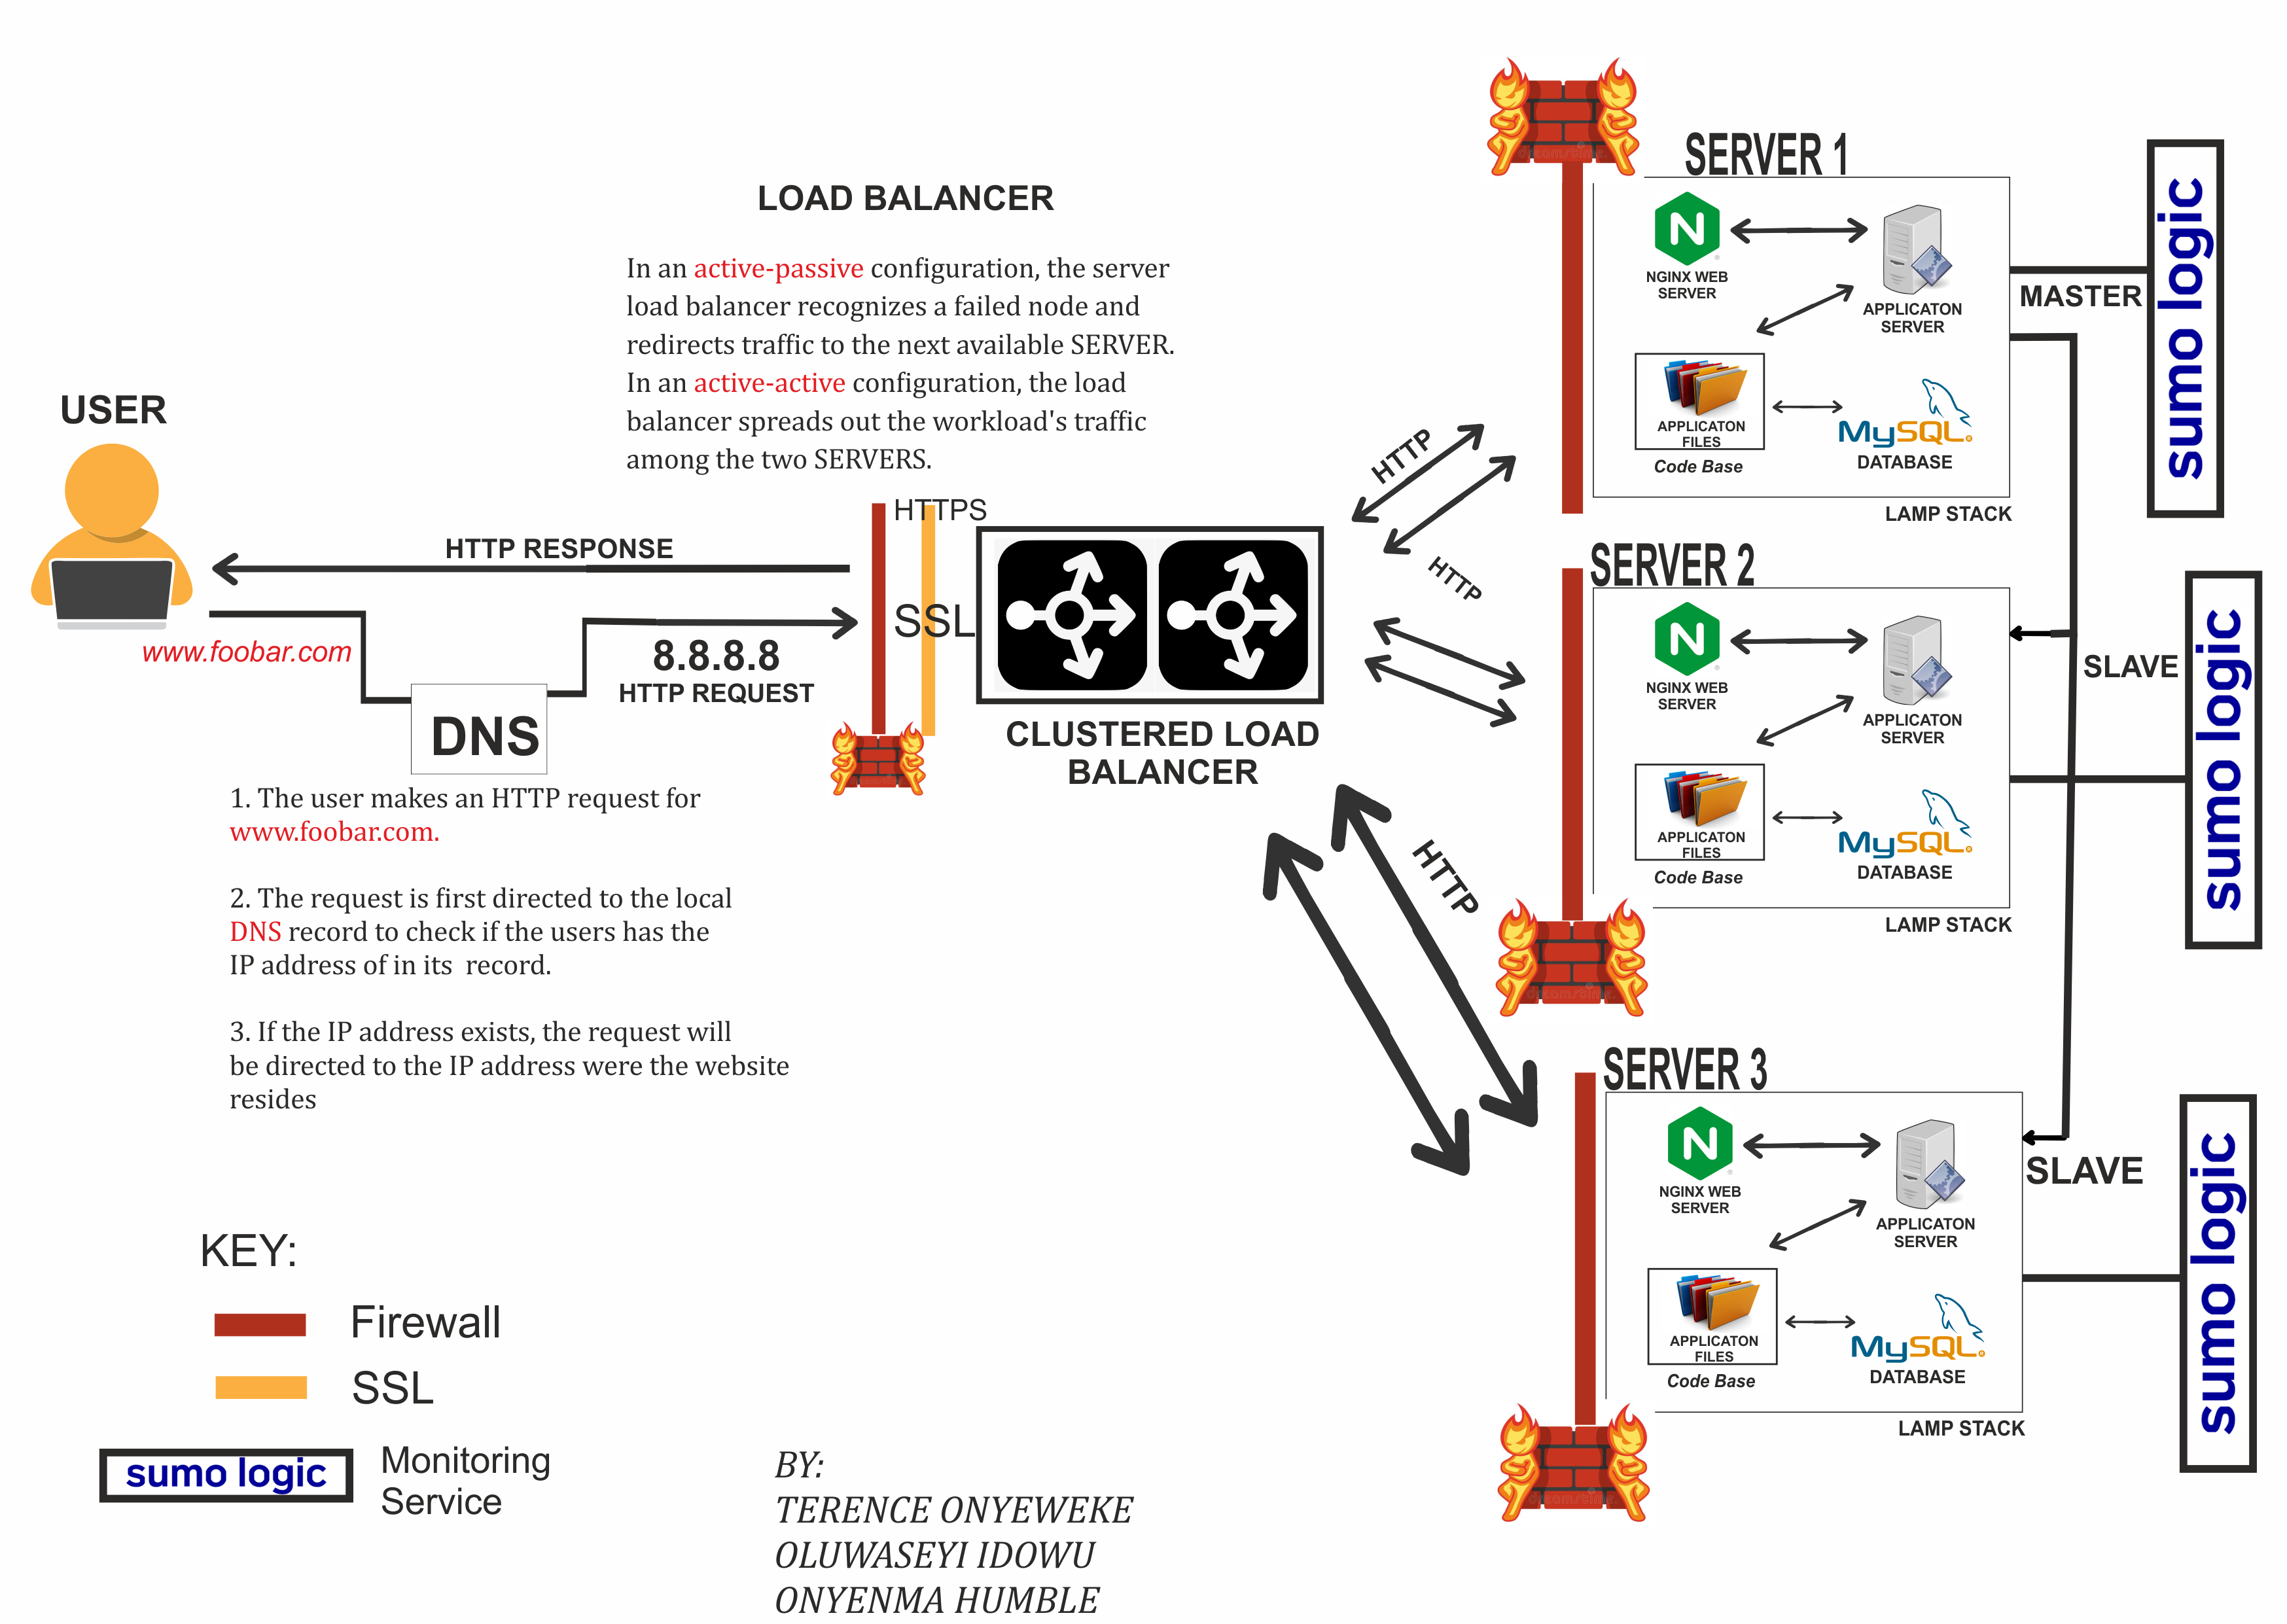 LOAD BALANCER
In an active-passive configuration, the server
load balancer recognizes a failed node and
redirects traffic to the next available SERVER.
In an active-active configuration, the load
balancer spreads out the workload's traffic
among the two SERVERS.
USER
www.foobar.com
HTTP RESPONSE
8.8.8.8
HTTP REQUEST
DNS
1. The user makes an HTTP request for
www.foobar.com.
2. The request is first directed to the local
DNS record to check if the users has the
IP address of in its record.
3. If the IP address exists, the request will
be directed to the IP address were the website
resides
HTTPS
SSL
CLUSTERED LOAD
BALANCER
HTTP
HTTP
HTTP
SERVER 1
NGINX WEB
SERVER
APPLICATON
SERVER
APPLICATON
FILES
Code Base
MySQL
DATABASE
LAMP STACK
MASTER
sumo logic
SERVER 2
NGINX WEB
SERVER
APPLICATON
SERVER
APPLICATON
FILES
Code Base
MySQL
DATABASE
LAMP STACK
SLAVE
sumo logic
SERVER 3
NGINX WEB
SERVER
APPLICATON
SERVER
APPLICATON
FILES
Code Base
MySQL
DATABASE
LAMP STACK
SLAVE
sumo logic
KEY:
Firewall
SSL
sumo logic
Monitoring
Service
BY:
TERENCE ONYEWEKE
OLUWASEYI IDOWU
ONYENMA HUMBLE